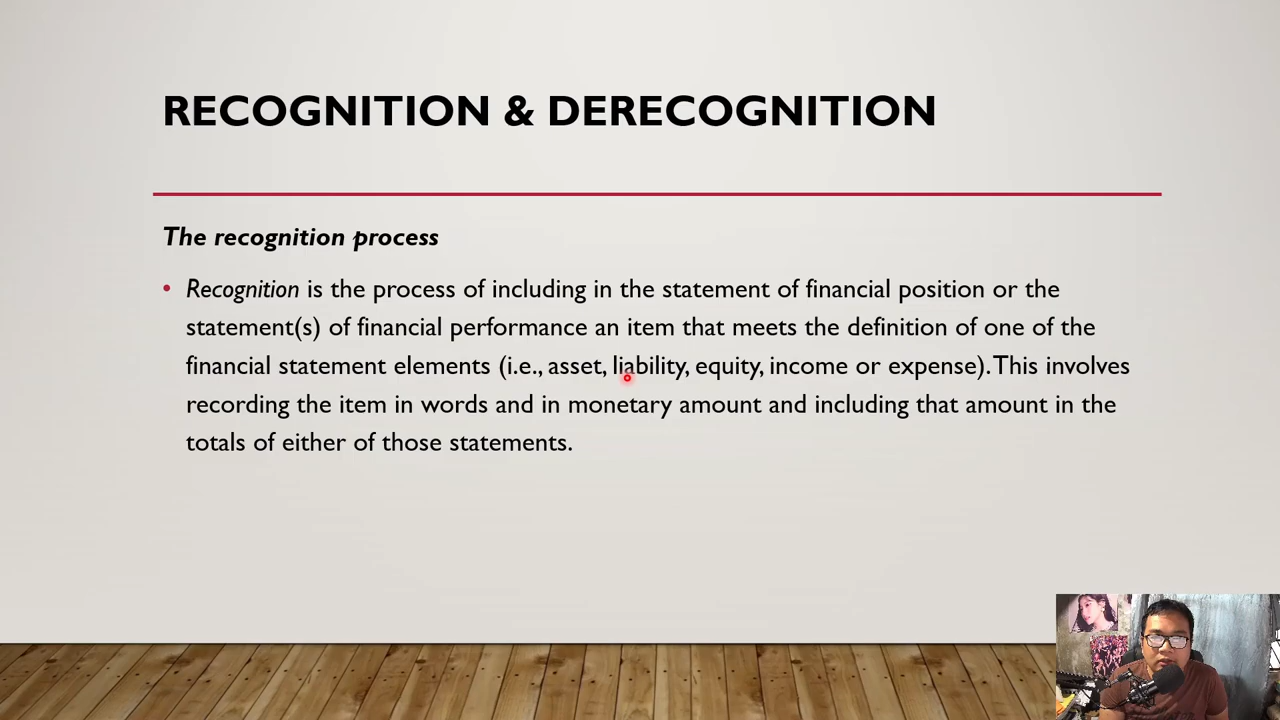 RECOGNITION & DERECOGNITION
The recognition process
• Recognition is the process of including in the statement of financial position or the
statement(s) of financial performance an item that meets the definition of one of the
financial statement elements (i.e., asset, liability, equity, income or expense). This involves
recording the item in words and in monetary amount and including that amount in the
totals of either of those statements.